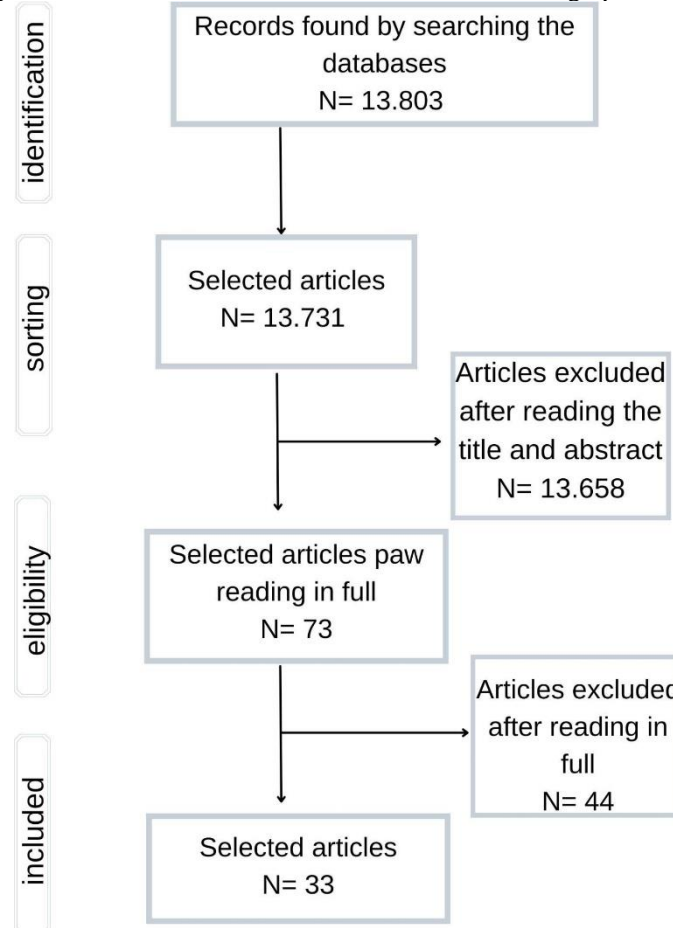 identification
Records found by searching the
databases
N= 13.803
sorting
Selected articles
N= 13.731
Articles excluded
after reading the
title and abstract
N= 13.658
eligibility
Selected articles paw
reading in full
N= 73
Articles excluded
after reading in
full
N= 44
included
Selected articles
N= 33